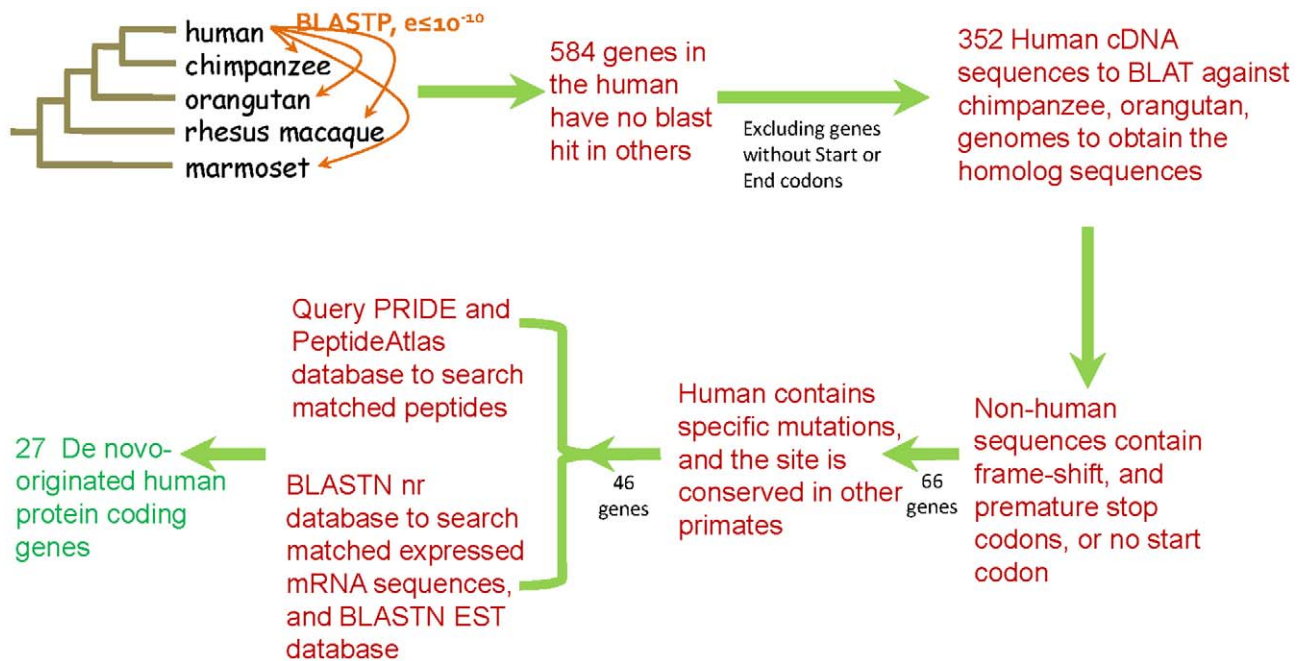 BLASTP, e≤10⁻¹⁰
human
chimpanzee
orangutan
rhesus macaque
marmoset
584 genes in
the human
have no blast
hit in others
Excluding genes
without Start or
End codons
352 Human cDNA
sequences to BLAT against
chimpanzee, orangutan,
genomes to obtain the
homolog sequences
Non-human
sequences contain
frame-shift, and
premature stop
codons, or no start
codon
66
genes
Human contains
specific mutations,
and the site is
conserved in other
primates
46
genes
Query PRIDE and
PeptideAtlas
database to search
matched peptides
BLASTN nr
database to search
matched expressed
mRNA sequences,
and BLASTN EST
database
27 De novo-
originated human
protein coding
genes